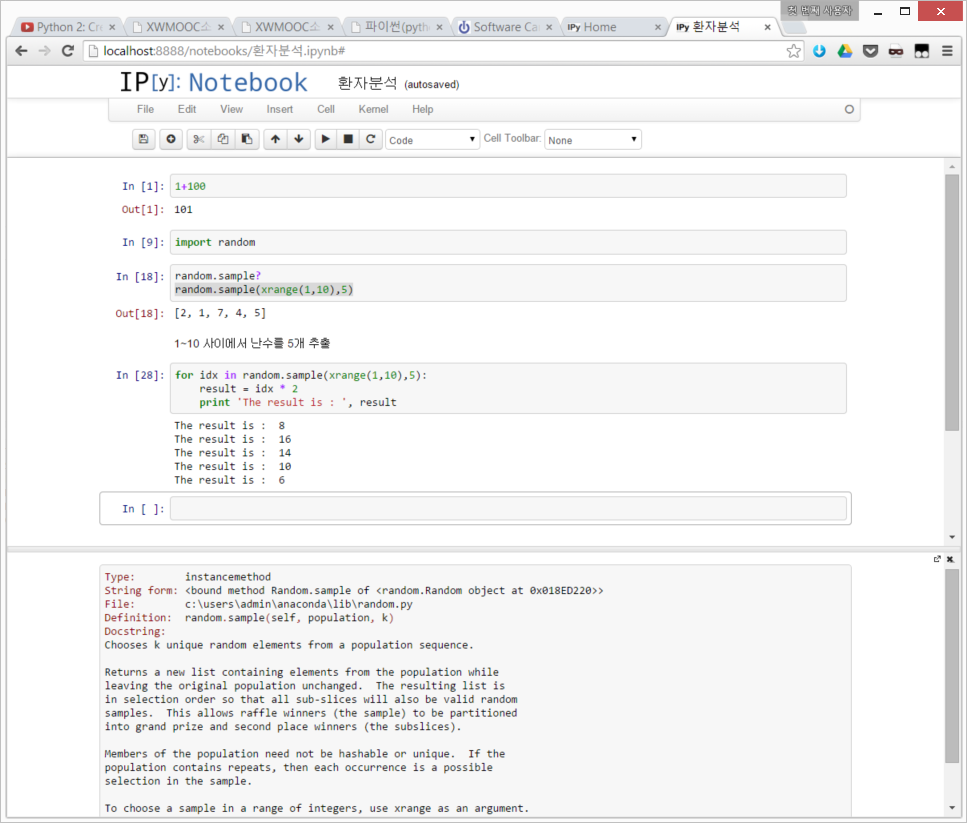 첫 번째 사용자
Python 2: Cre
XWMOOC소
XWMOOC소
파이썬(pyth
Software Ca
IPy Home
IPy 환자분석
localhost:8888/notebooks/환자분석.ipynb#
IP[y]: Notebook 환자분석 (autosaved)
File Edit View Insert Cell Kernel Help
Code Cell Toolbar: None
In [1]: 1+100
Out[1]: 101
In [9]: import random
In [18]: random.sample?
random.sample(xrange(1,10),5)
Out[18]: [2, 1, 7, 4, 5]
1~10 사이에서 난수를 5개 추출
In [28]: for idx in random.sample(xrange(1,10),5):
result = idx * 2
print 'The result is : ', result
The result is :  8
The result is :  16
The result is :  14
The result is :  10
The result is :  6
In [ ]:
Type: instancemethod
String form: <bound method Random.sample of <random.Random object at 0x018ED220>>
File: c:\users\admin\anaconda\lib\random.py
Definition: random.sample(self, population, k)
Docstring:
Chooses k unique random elements from a population sequence.
Returns a new list containing elements from the population while
leaving the original population unchanged.  The resulting list is
in selection order so that all sub-slices will also be valid random
samples.  This allows raffle winners (the sample) to be partitioned
into grand prize and second place winners (the subslices).
Members of the population need not be hashable or unique.  If the
population contains repeats, then each occurrence is a possible
selection in the sample.
To choose a sample in a range of integers, use xrange as an argument.